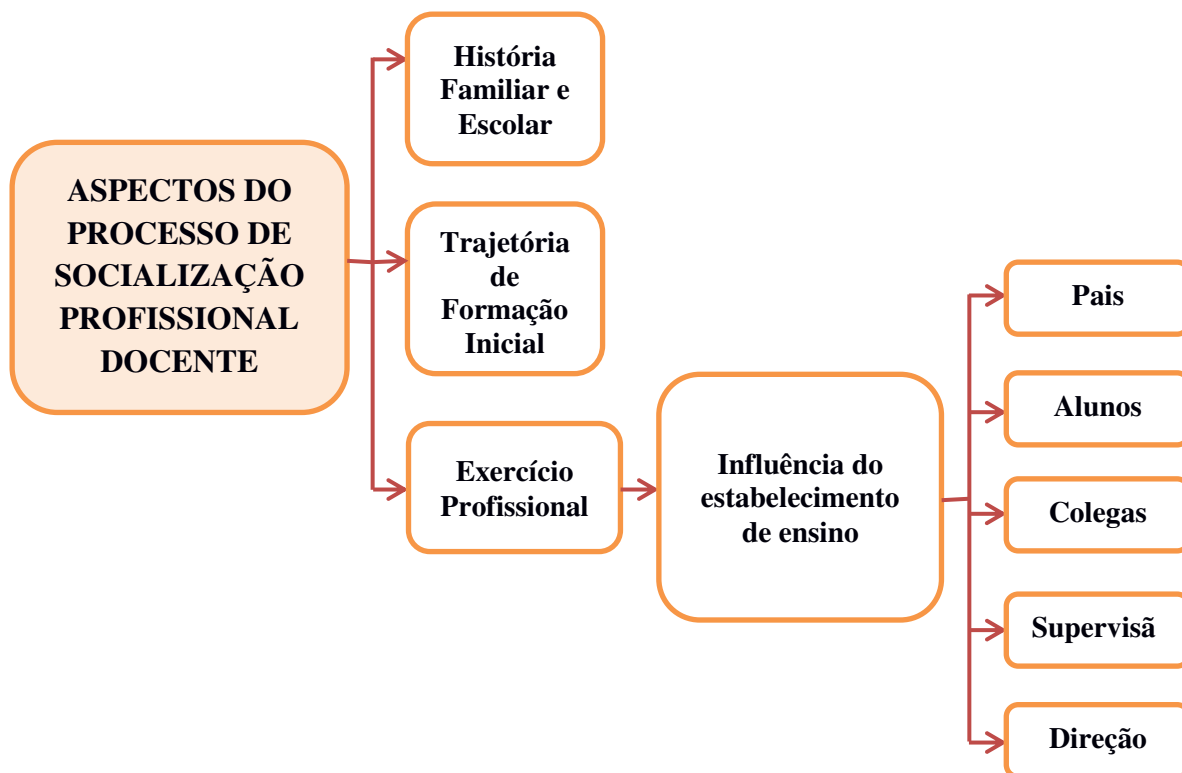 ASPECTOS DO
PROCESSO DE
SOCIALIZAÇÃO
PROFISSIONAL
DOCENTE
História
Familiar e
Escolar
Trajetória
de
Formação
Inicial
Exercício
Profissional
Influência do
estabelecimento
de ensino
Pais
Alunos
Colegas
Supervisã
Direção